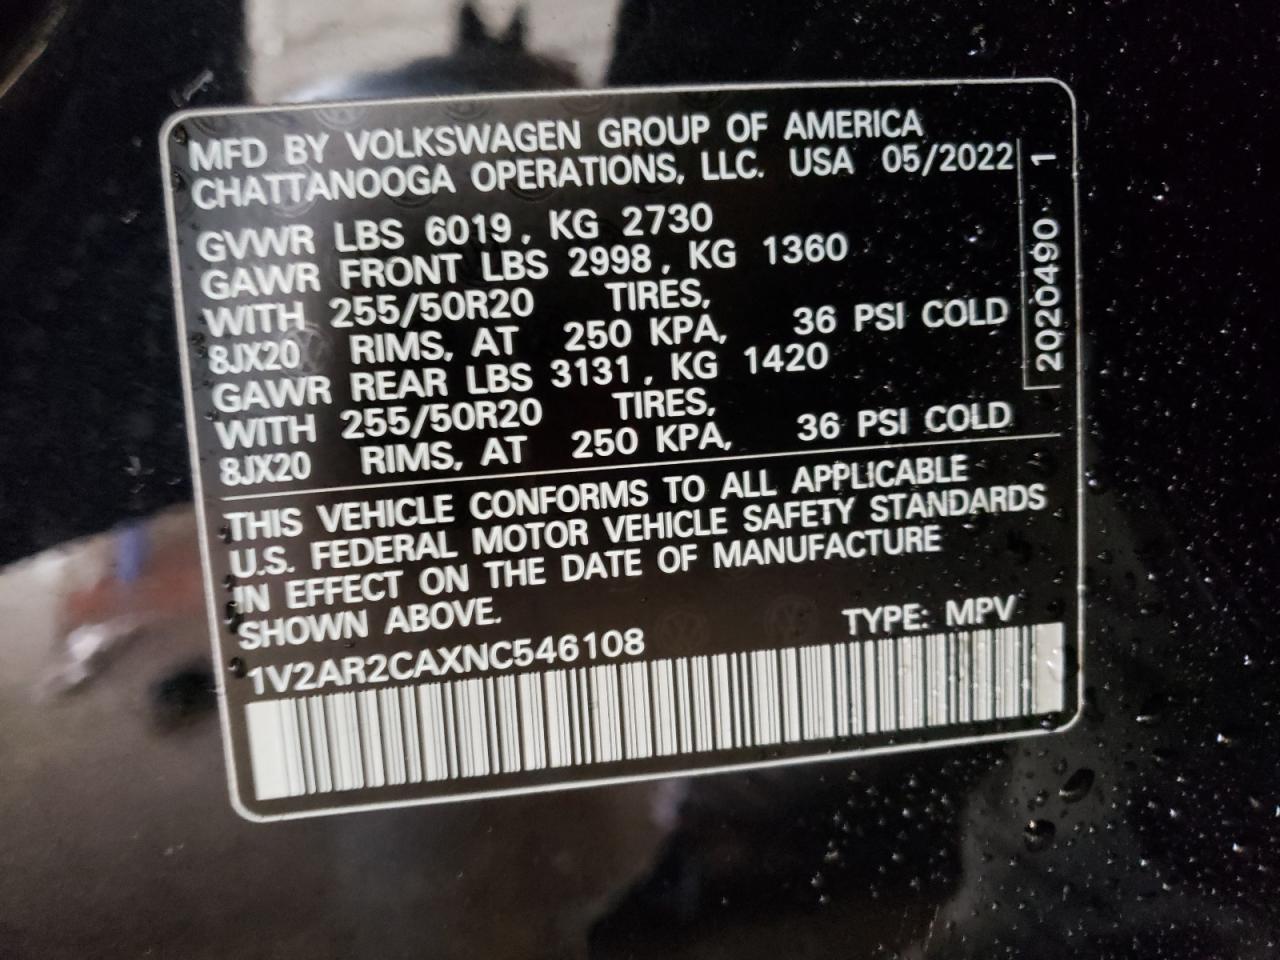 MFD BY VOLKSWAGEN GROUP OF AMERICA
CHATTANOOGA OPERATIONS, LLC. USA 05/2022
GVWR LBS 6019, KG 2730
GAWR FRONT LBS 2998, KG 1360
WITH 255/50R20 TIRES,
8JX20 RIMS, AT 250 KPA, 36 PSI COLD
GAWR REAR LBS 3131, KG 1420
WITH 255/50R20 TIRES,
8JX20 RIMS, AT 250 KPA, 36 PSI COLD
2020490 1
THIS VEHICLE CONFORMS TO ALL APPLICABLE
U.S. FEDERAL MOTOR VEHICLE SAFETY STANDARDS
IN EFFECT ON THE DATE OF MANUFACTURE
SHOWN ABOVE.
TYPE: MPV
1V2AR2CAXNC546108